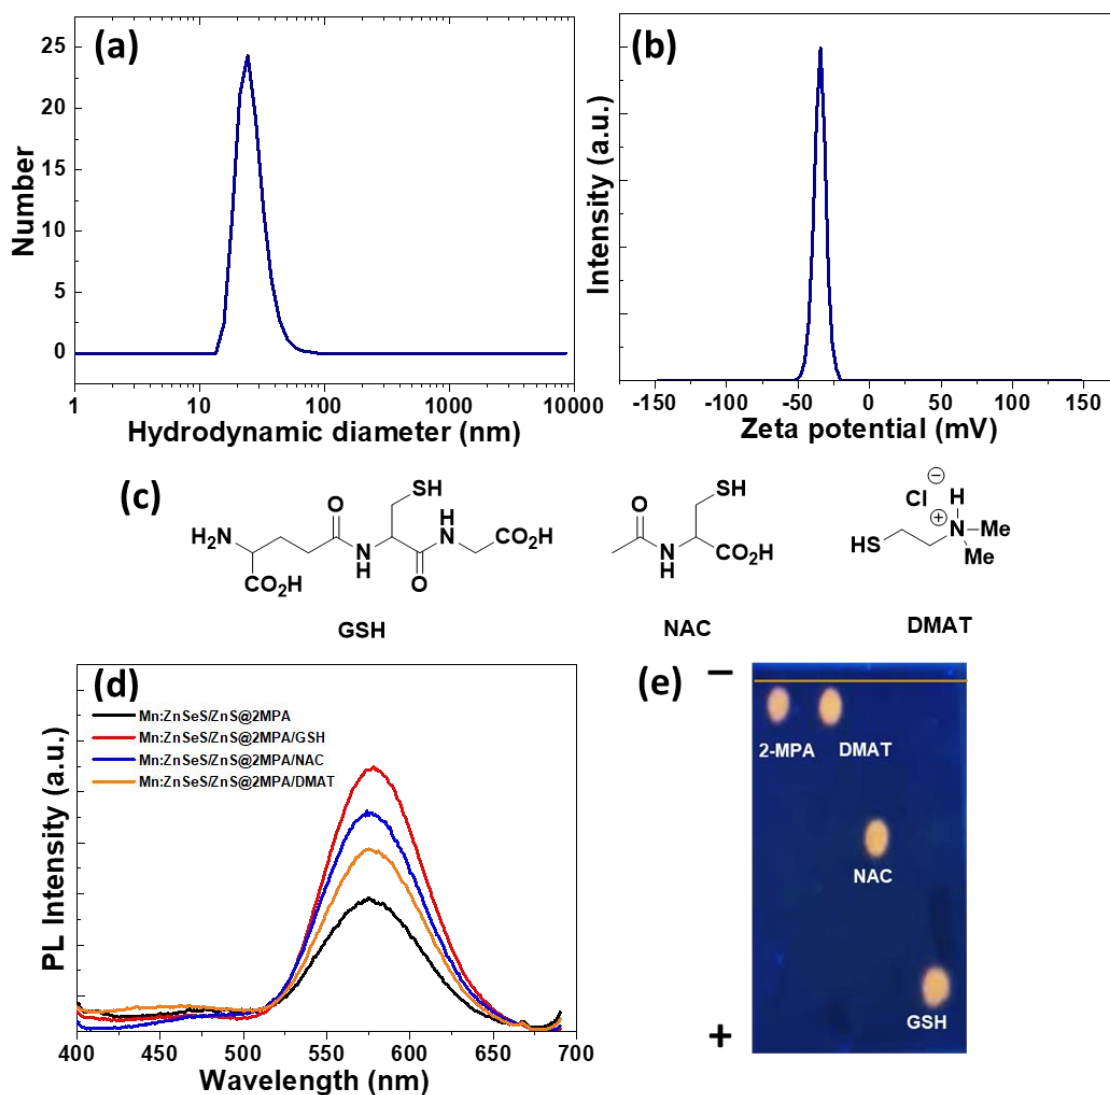 (a)
25
20
15
10
5
0
Number
1 10 100 1000 10000
Hydrodynamic diameter (nm)
(b)
Intensity (a.u.)
-150 -100 -50 0 50 100 150
Zeta potential (mV)
(c)
H2N
CO2H
O
N
H
SH
O
H
N
CO2H
GSH
O
N
H
SH
CO2H
NAC
HS
Cl
−
H
+
N
Me
Me
DMAT
(d)
Mn:ZnSeS/ZnS@2MPA
Mn:ZnSeS/ZnS@2MPA/GSH
Mn:ZnSeS/ZnS@2MPA/NAC
Mn:ZnSeS/ZnS@2MPA/DMAT
PL Intensity (a.u.)
400 450 500 550 600 650 700
Wavelength (nm)
(e)
−
2-MPA DMAT
NAC
GSH
+